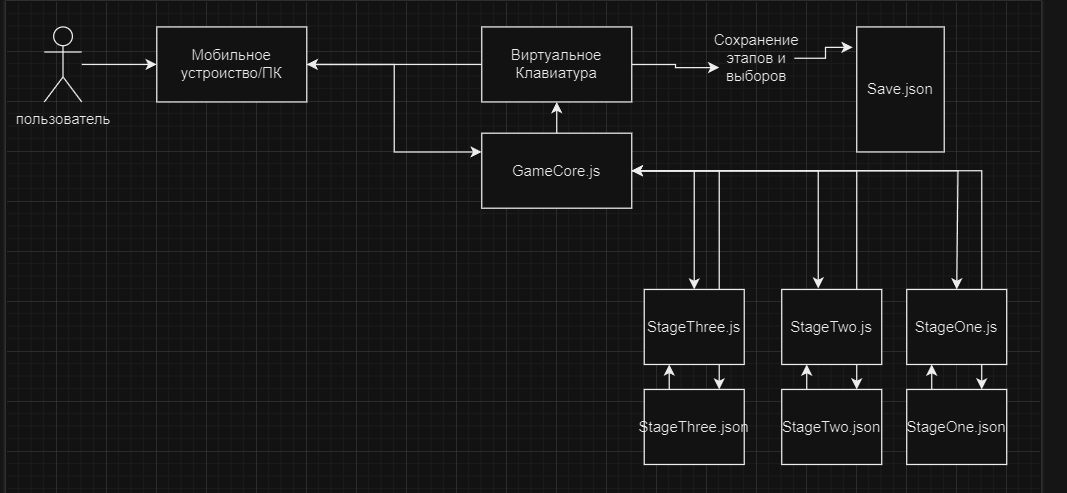 пользователь
Мобильное
устроиство/ПК
Виртуальное
Клавиатура
Сохранение
этапов и
выборов
Save.json
GameCore.js
StageThree.js
StageTwo.js
StageOne.js
StageThree.json
StageTwo.json
StageOne.json